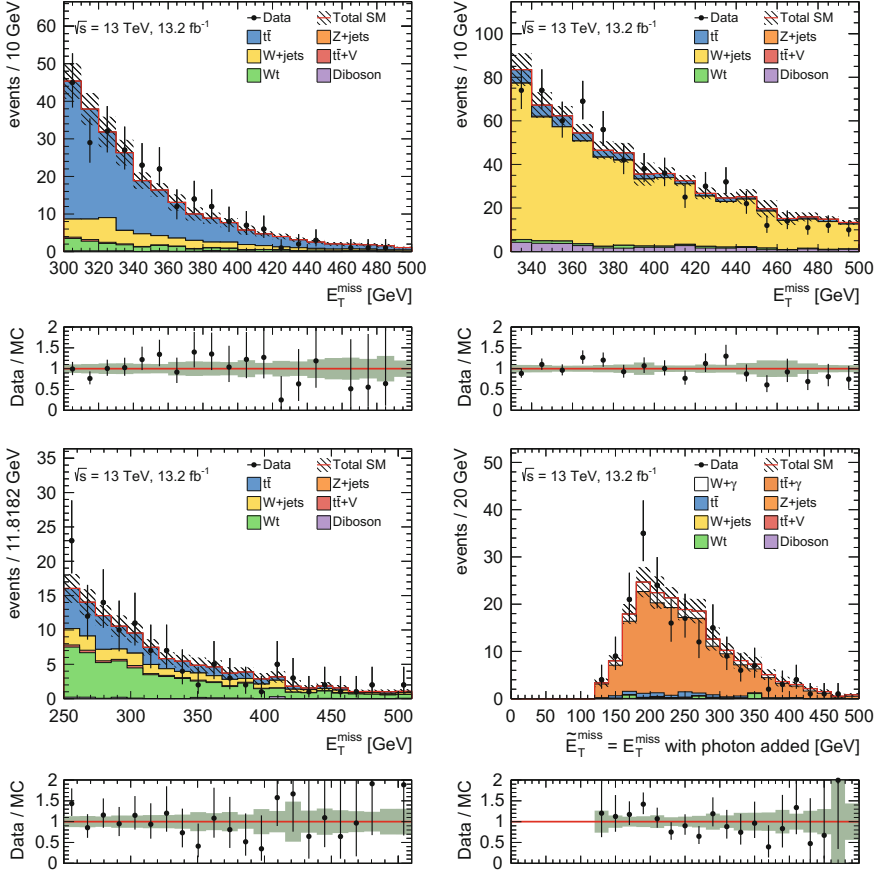 60
50
40
30
20
10
0
events / 10 GeV
√s = 13 TeV, 13.2 fb⁻¹
Data
Total SM
tt̄
Z+jets
W+jets
tt̄+V
Wt
Diboson
300 320 340 360 380 400 420 440 460 480 500
E_T^miss [GeV]
Data / MC
2
1.5
1
0.5
0
100
80
60
40
20
0
events / 10 GeV
√s = 13 TeV, 13.2 fb⁻¹
Data
Total SM
tt̄
Z+jets
W+jets
tt̄+V
Wt
Diboson
340 360 380 400 420 440 460 480 500
E_T^miss [GeV]
Data / MC
2
1.5
1
0.5
0
35
30
25
20
15
10
5
0
events / 11.8182 GeV
√s = 13 TeV, 13.2 fb⁻¹
Data
Total SM
tt̄
Z+jets
W+jets
tt̄+V
Wt
Diboson
250 300 350 400 450 500
E_T^miss [GeV]
Data / MC
2
1.5
1
0.5
0
50
40
30
20
10
0
events / 20 GeV
√s = 13 TeV, 13.2 fb⁻¹
Data
Total SM
W+γ
tt̄+γ
tt̄
Z+jets
W+jets
tt̄+V
Wt
Diboson
0 50 100 150 200 250 300 350 400 450 500
Ẽ_T^miss = E_T^miss with photon added [GeV]
Data / MC
2
1.5
1
0.5
0